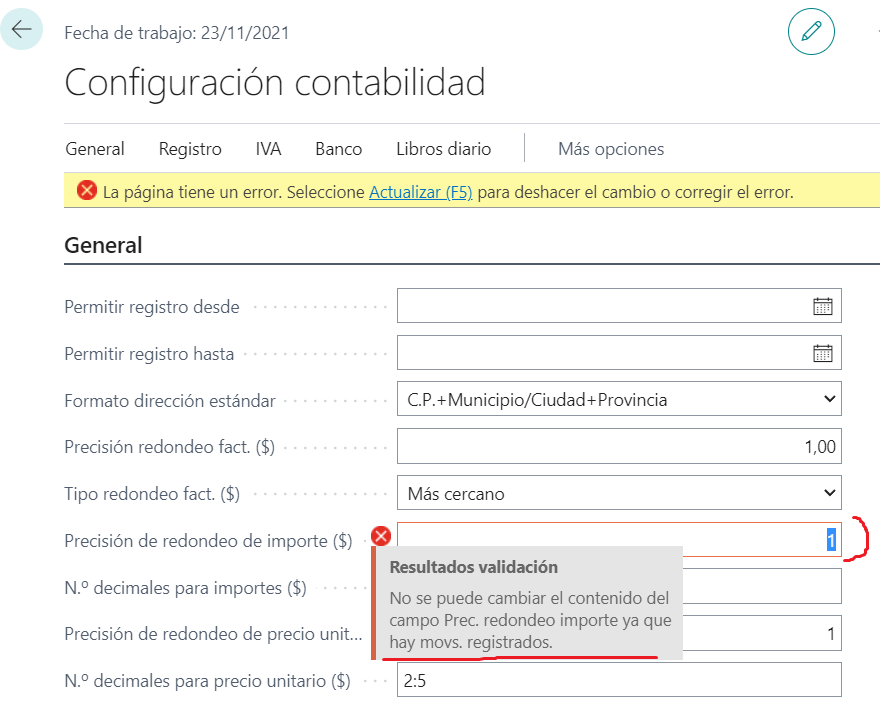 Fecha de trabajo: 23/11/2021
Configuración contabilidad
General Registro IVA Banco Libros diario Más opciones
La página tiene un error. Seleccione Actualizar (F5) para deshacer el cambio o corregir el error.
General
Permitir registro desde
Permitir registro hasta
Formato dirección estándar C.P.+Municipio/Ciudad+Provincia
Precisión redondeo fact. ($) 1,00
Tipo redondeo fact. ($) Más cercano
Precisión de redondeo de importe ($) 1
Resultados validación
No se puede cambiar el contenido del
campo Prec. redondeo importe ya que
hay movs. registrados.
N.º decimales para importes ($)
Precisión de redondeo de precio unit... 1
N.º decimales para precio unitario ($) 2:5